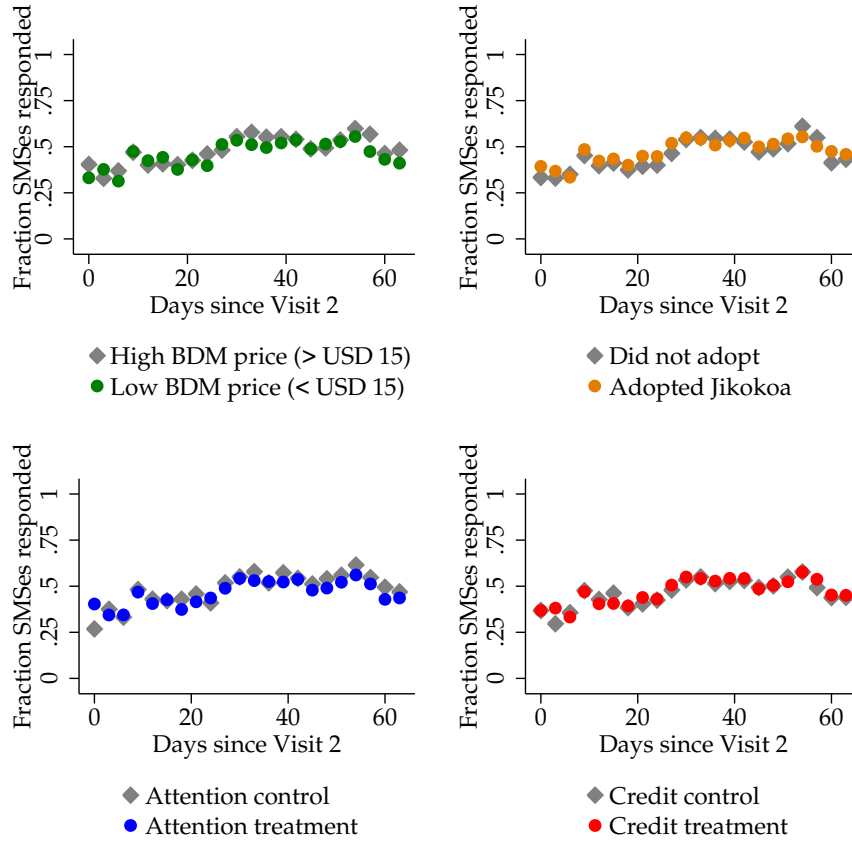 Fraction SMSes responded
1
.75
.5
.25
0
0 20 40 60
Days since Visit 2
High BDM price (> USD 15)
Low BDM price (< USD 15)
Fraction SMSes responded
1
.75
.5
.25
0
0 20 40 60
Days since Visit 2
Did not adopt
Adopted Jikokoa
Fraction SMSes responded
1
.75
.5
.25
0
0 20 40 60
Days since Visit 2
Attention control
Attention treatment
Fraction SMSes responded
1
.75
.5
.25
0
0 20 40 60
Days since Visit 2
Credit control
Credit treatment